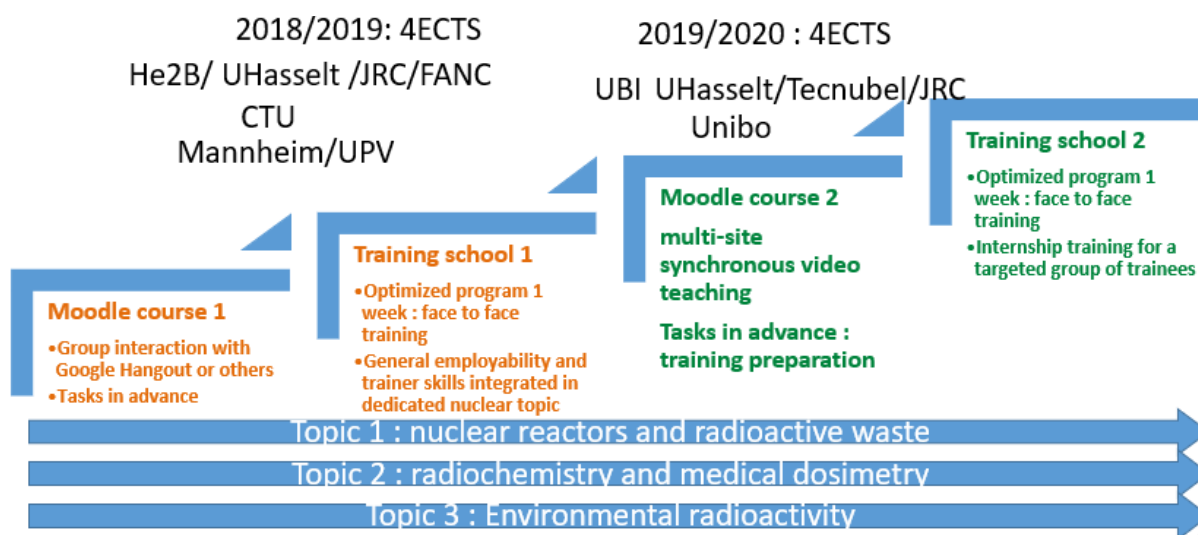 2018/2019: 4ECTS
He2B/ UHasselt /JRC/FANC
CTU
Mannheim/UPV
2019/2020 : 4ECTS
UBI UHasselt/Tecnubel/JRC
Unibo
Moodle course 1
•Group interaction with
Google Hangout or others
•Tasks in advance
Training school 1
•Optimized program 1
week : face to face
training
•General employability and
trainer skills integrated in
dedicated nuclear topic
Moodle course 2
multi-site
synchronous video
teaching
Tasks in advance :
training preparation
Training school 2
•Optimized program 1
week : face to face
training
•Internship training for a
targeted group of trainees
Topic 1 : nuclear reactors and radioactive waste
Topic 2 : radiochemistry and medical dosimetry
Topic 3 : Environmental radioactivity